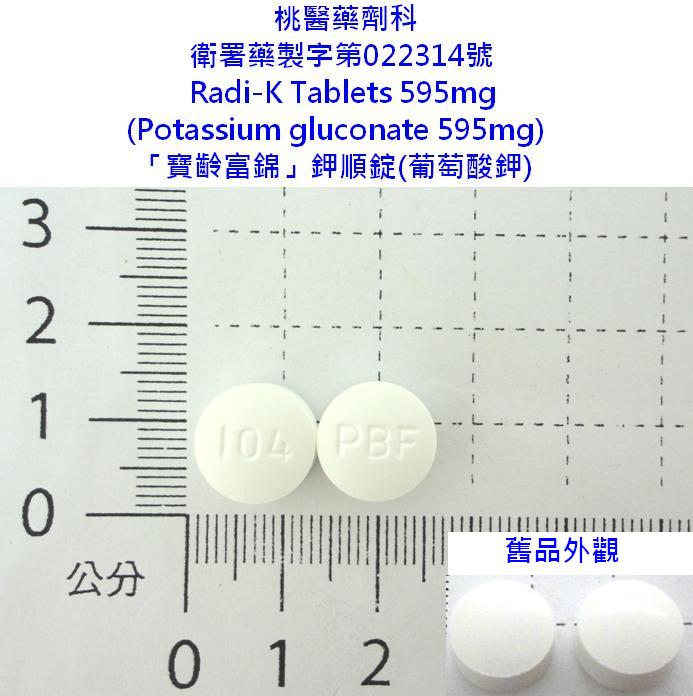 桃醫藥劑科
衛署藥製字第022314號
Radi-K Tablets 595mg
(Potassium gluconate 595mg)
「寶齡富錦」鉀順錠(葡萄酸鉀)
3
2
1
0
104 PBF
公分
0 1 2
舊品外觀